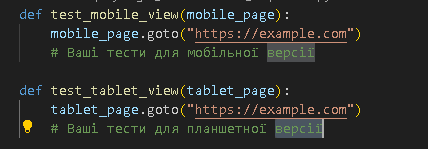 def test_mobile_view(mobile_page):
    mobile_page.goto("https://example.com")
    # Ваші тести для мобільної версії
def test_tablet_view(tablet_page):
    tablet_page.goto("https://example.com")
    # Ваші тести для планшетної версії